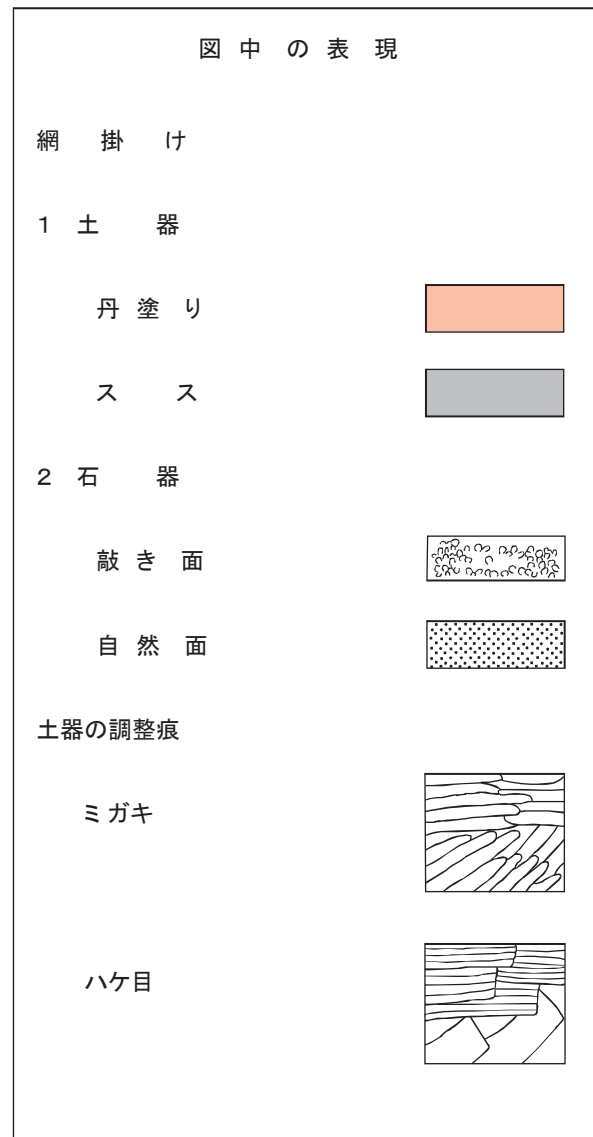 図中の表現
網掛け
1 土器
丹塗り
スス
2 石器
敲き面
自然面
土器の調整痕
ミガキ
ハケ目